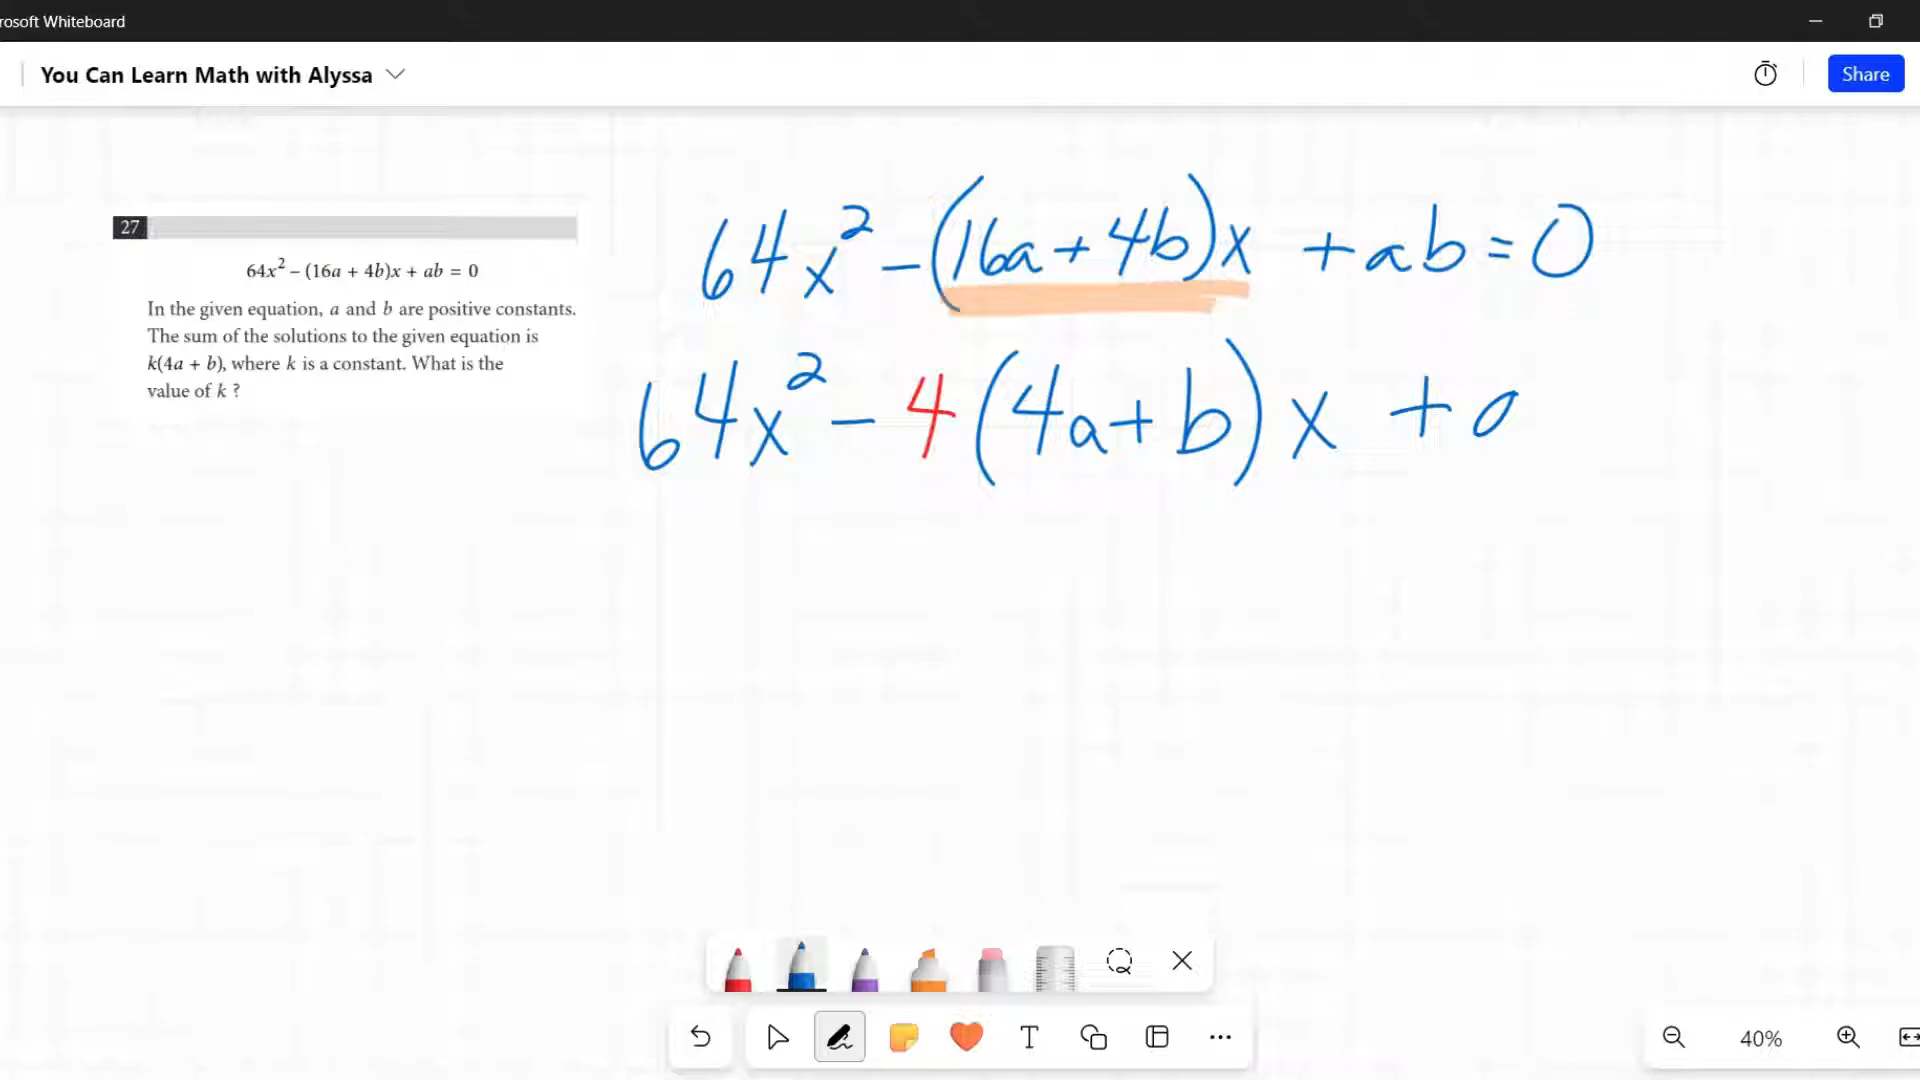 rosoft Whiteboard
You Can Learn Math with Alyssa
Share
27
64x² – (16a + 4b)x + ab = 0
In the given equation, a and b are positive constants.
The sum of the solutions to the given equation is
k(4a + b), where k is a constant. What is the
value of k ?
64x² – (16a + 4b)x + ab = 0
64x² – 4(4a + b)x +
T
40%